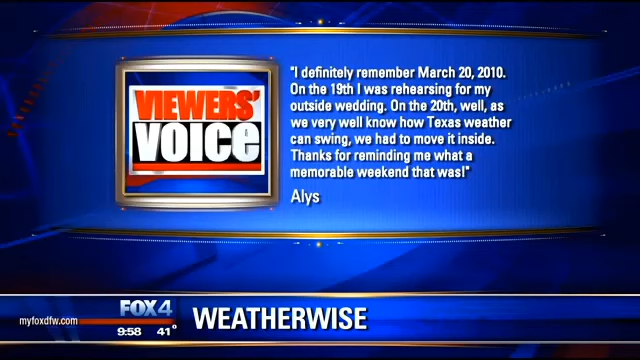 VIEWERS'
VOICE
"I definitely remember March 20, 2010.
On the 19th I was rehearsing for my
outside wedding. On the 20th, well, as
we very well know how Texas weather
can swing, we had to move it inside.
Thanks for reminding me what a
memorable weekend that was!"
Alys
FOX 4
WEATHERWISE
myfoxdfw.com
9:58 41°